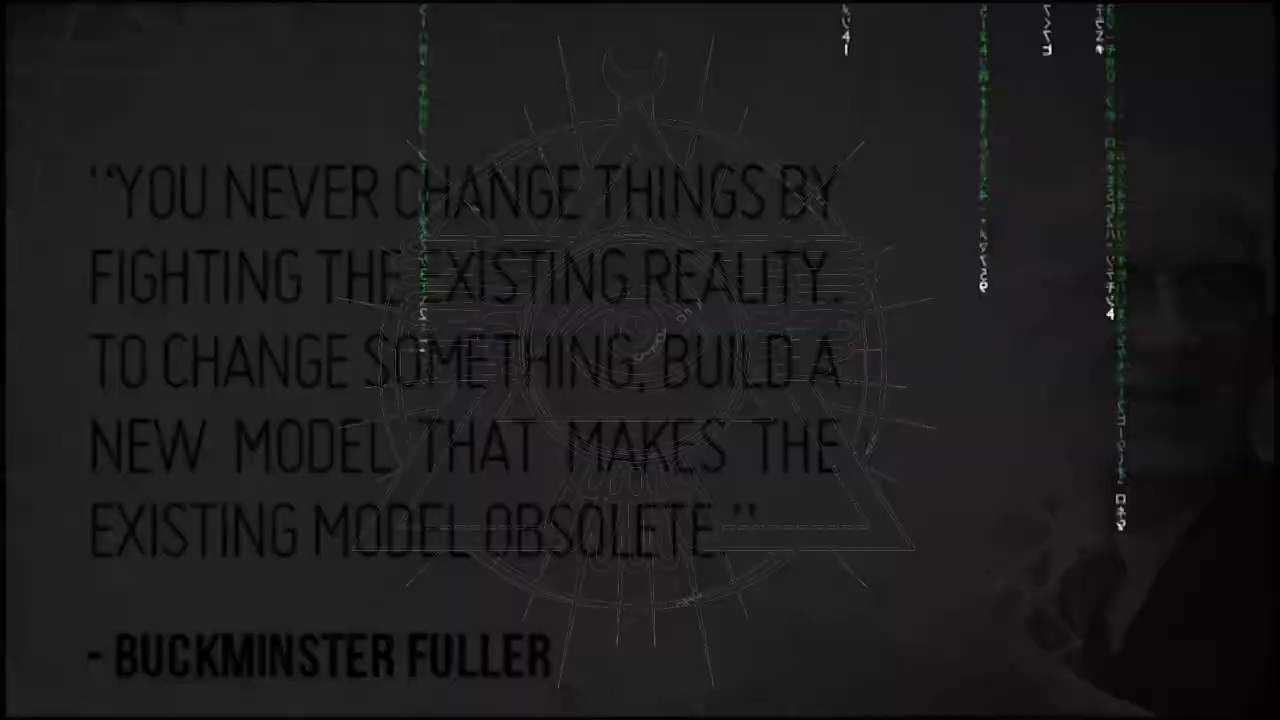 "YOU NEVER CHANGE THINGS BY
FIGHTING THE EXISTING REALITY.
TO CHANGE SOMETHING, BUILD A
NEW MODEL THAT MAKES THE
EXISTING MODEL OBSOLETE."
- BUCKMINSTER FULLER